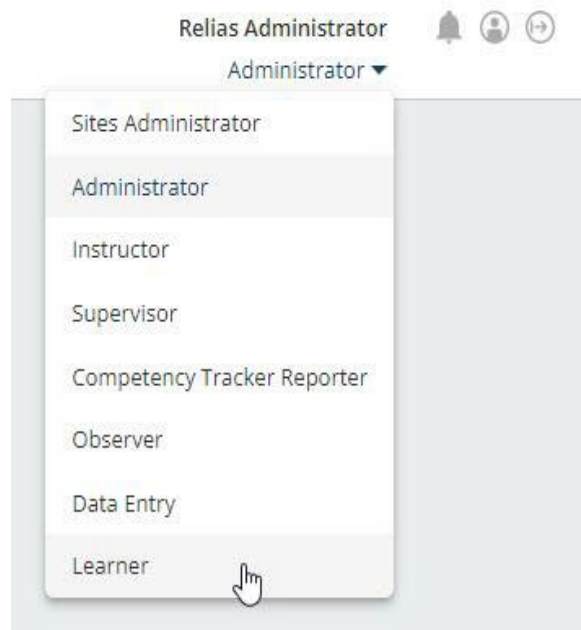 Relias Administrator
Administrator
Sites Administrator
Administrator
Instructor
Supervisor
Competency Tracker Reporter
Observer
Data Entry
Learner